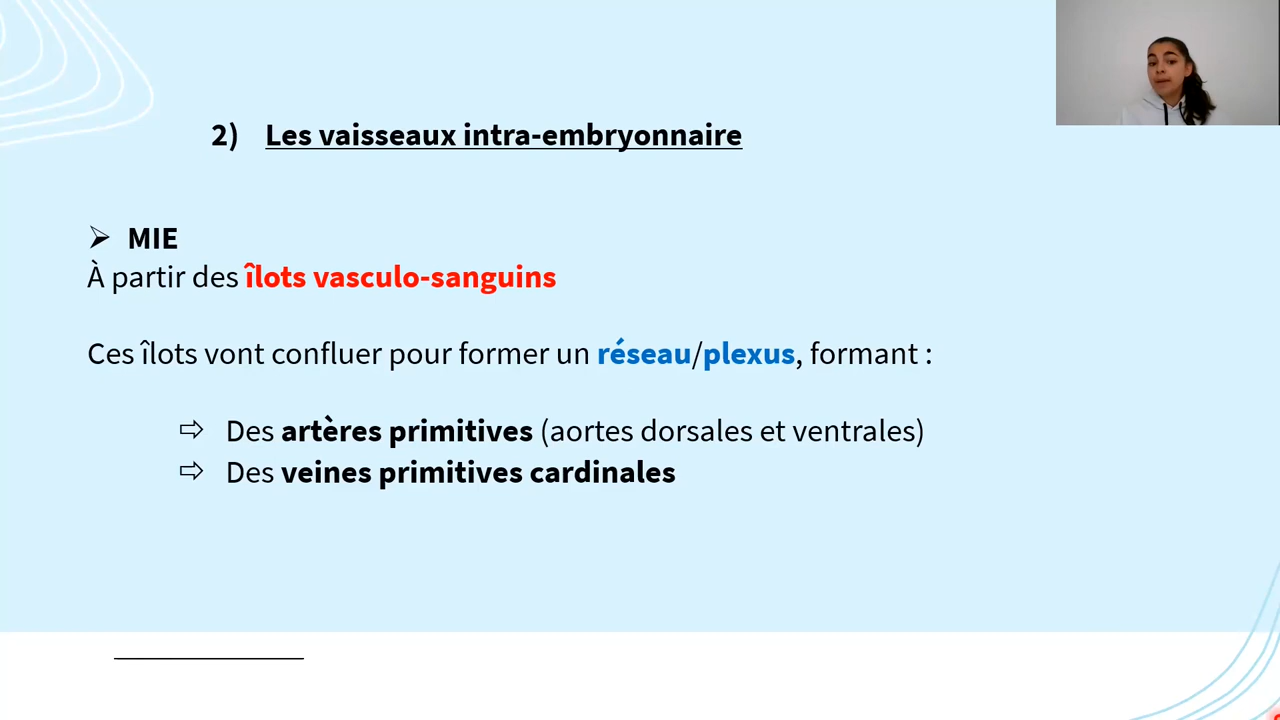 2) Les vaisseaux intra-embryonnaire
➢ MIE
À partir des îlots vasculo-sanguins
Ces îlots vont confluer pour former un réseau/plexus, formant :
⇨ Des artères primitives (aortes dorsales et ventrales)
⇨ Des veines primitives cardinales